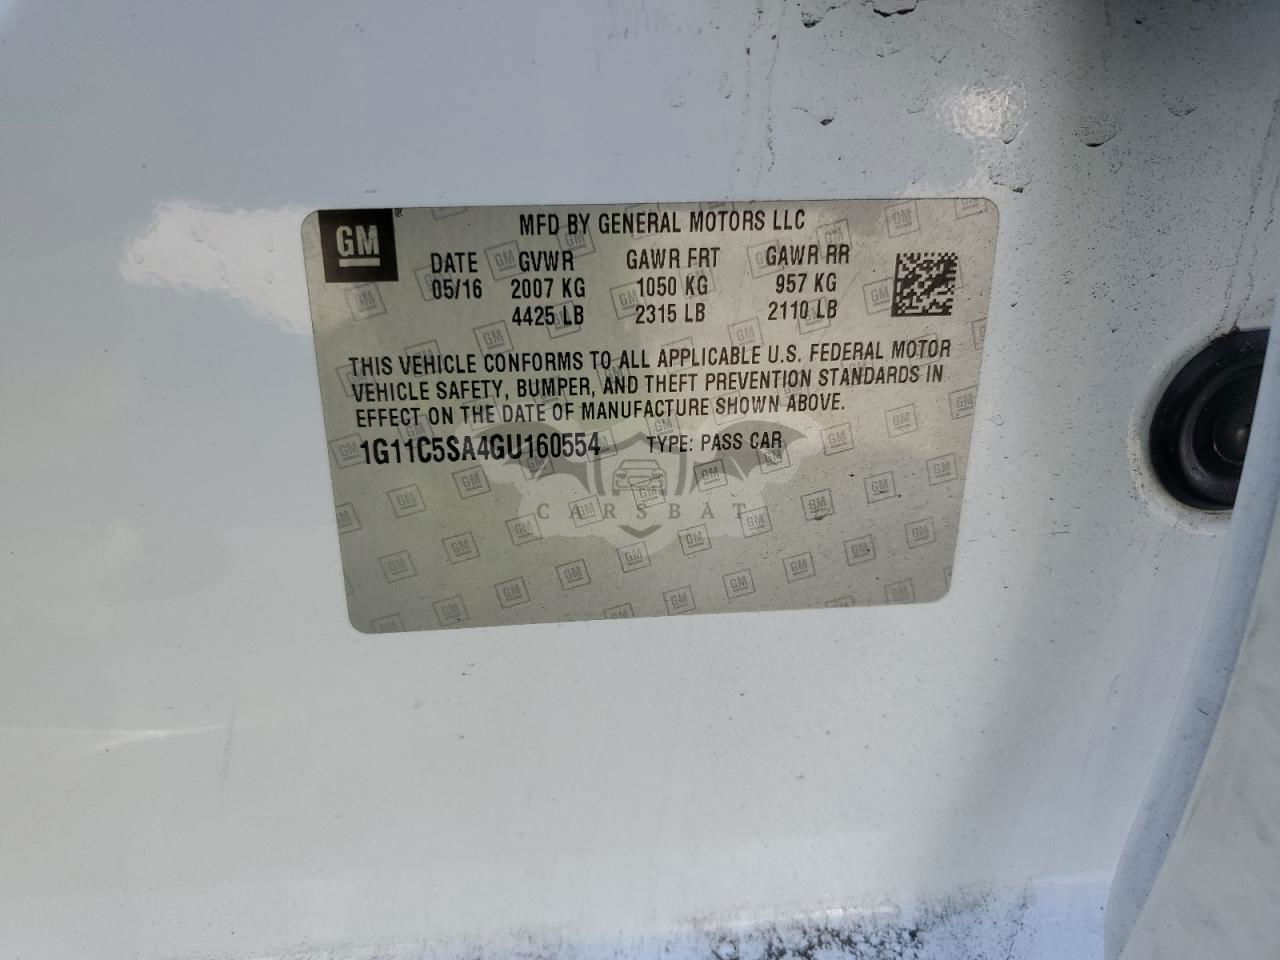 GM ®
MFD BY GENERAL MOTORS LLC
DATE GVWR GAWR FRT GAWR RR
05/16 2007 KG 1050 KG 957 KG
4425 LB 2315 LB 2110 LB
THIS VEHICLE CONFORMS TO ALL APPLICABLE U.S. FEDERAL MOTOR
VEHICLE SAFETY, BUMPER, AND THEFT PREVENTION STANDARDS IN
EFFECT ON THE DATE OF MANUFACTURE SHOWN ABOVE.
1G11C5SA4GU160554 TYPE: PASS CAR
CARSBAT